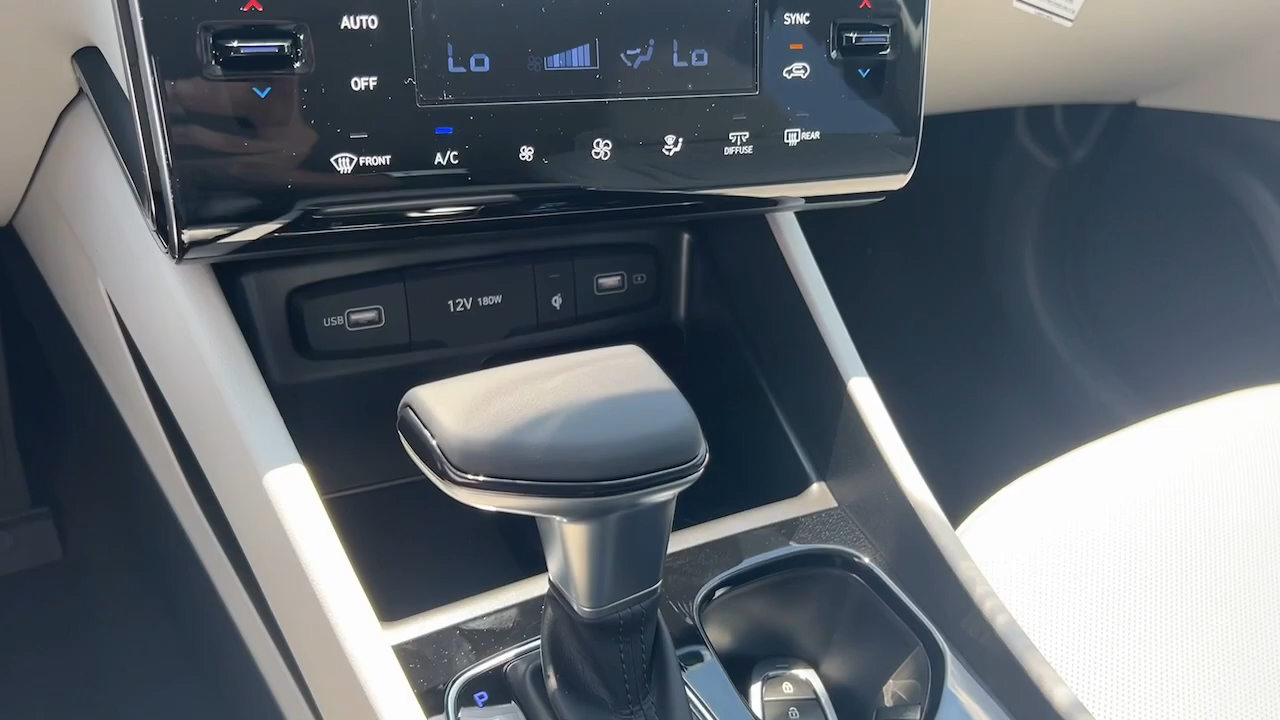 AUTO
SYNC
Lo
Lo
OFF
FRONT
A/C
DIFFUSE
REAR
USB
12V 180W
P